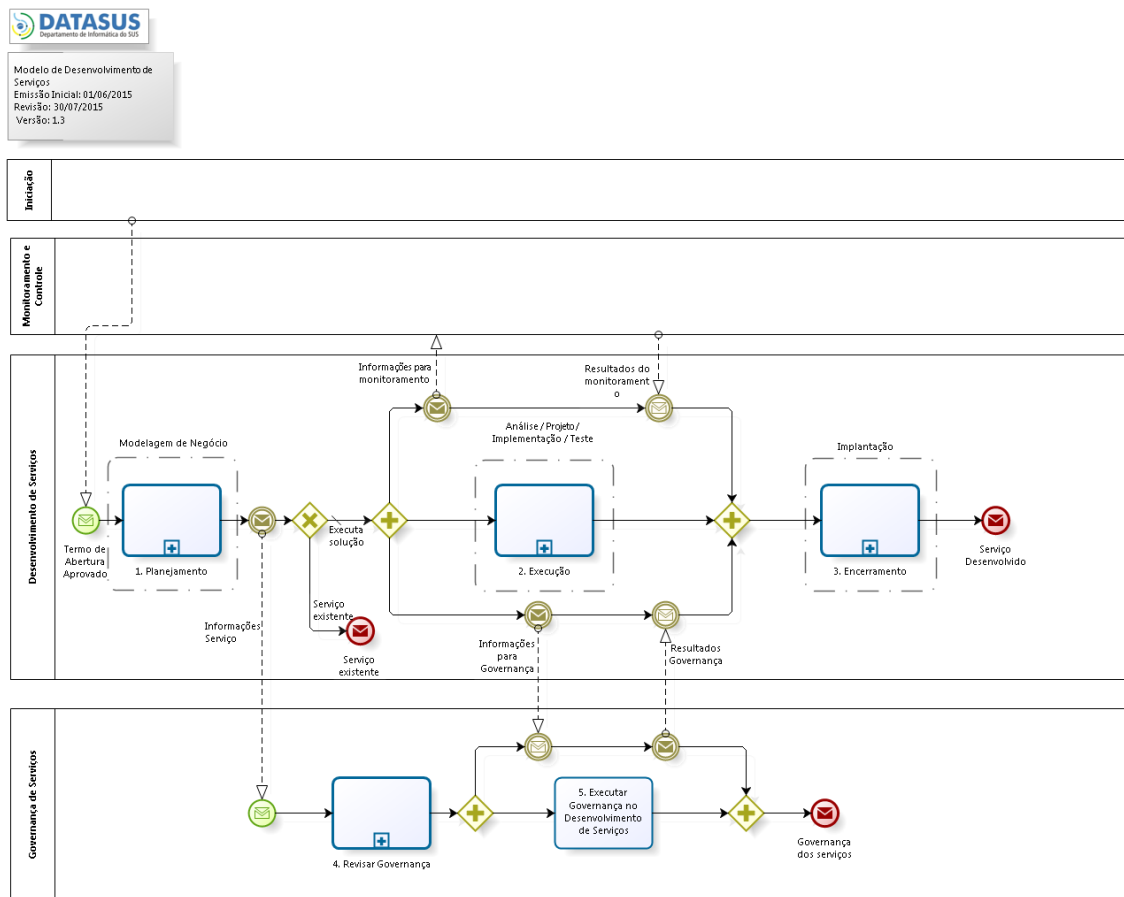 DATASUS
Departamento de Informática do SUS
Modelo de Desenvolvimento de
Serviços
Emissão Inicial: 01/06/2015
Revisão: 30/07/2015
Versão: 1.3
Iniciação
Monitoramento e
Controle
Desenvolvimento de Serviços
Informações para
monitoramento
Resultados do
monitorament
o
Análise / Projeto /
Implementação / Teste
Modelagem de Negócio
Implantação
Termo de
Abertura
Aprovado
1. Planejamento
Executa
solução
2. Execução
3. Encerramento
Serviço
Desenvolvido
Informações
Serviço
Serviço
existente
Serviço
existente
Informações
para
Governança
Resultados
Governança
Governança de Serviços
4. Revisar Governança
5. Executar
Governança no
Desenvolvimento
de Serviços
Governança
dos serviços